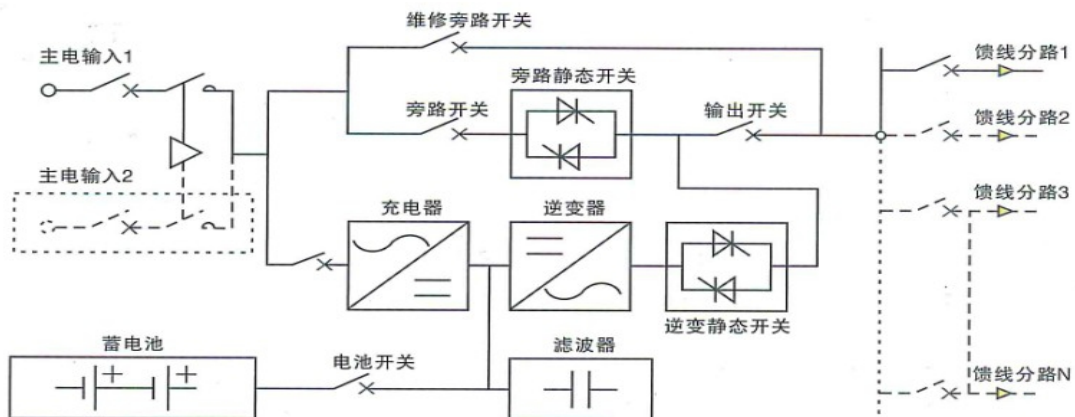 维修旁路开关
主电输入1
馈线分路1
旁路静态开关
旁路开关
输出开关
馈线分路2
主电输入2
馈线分路3
充电器
逆变器
逆变静态开关
蓄电池
电池开关
滤波器
馈线分路N